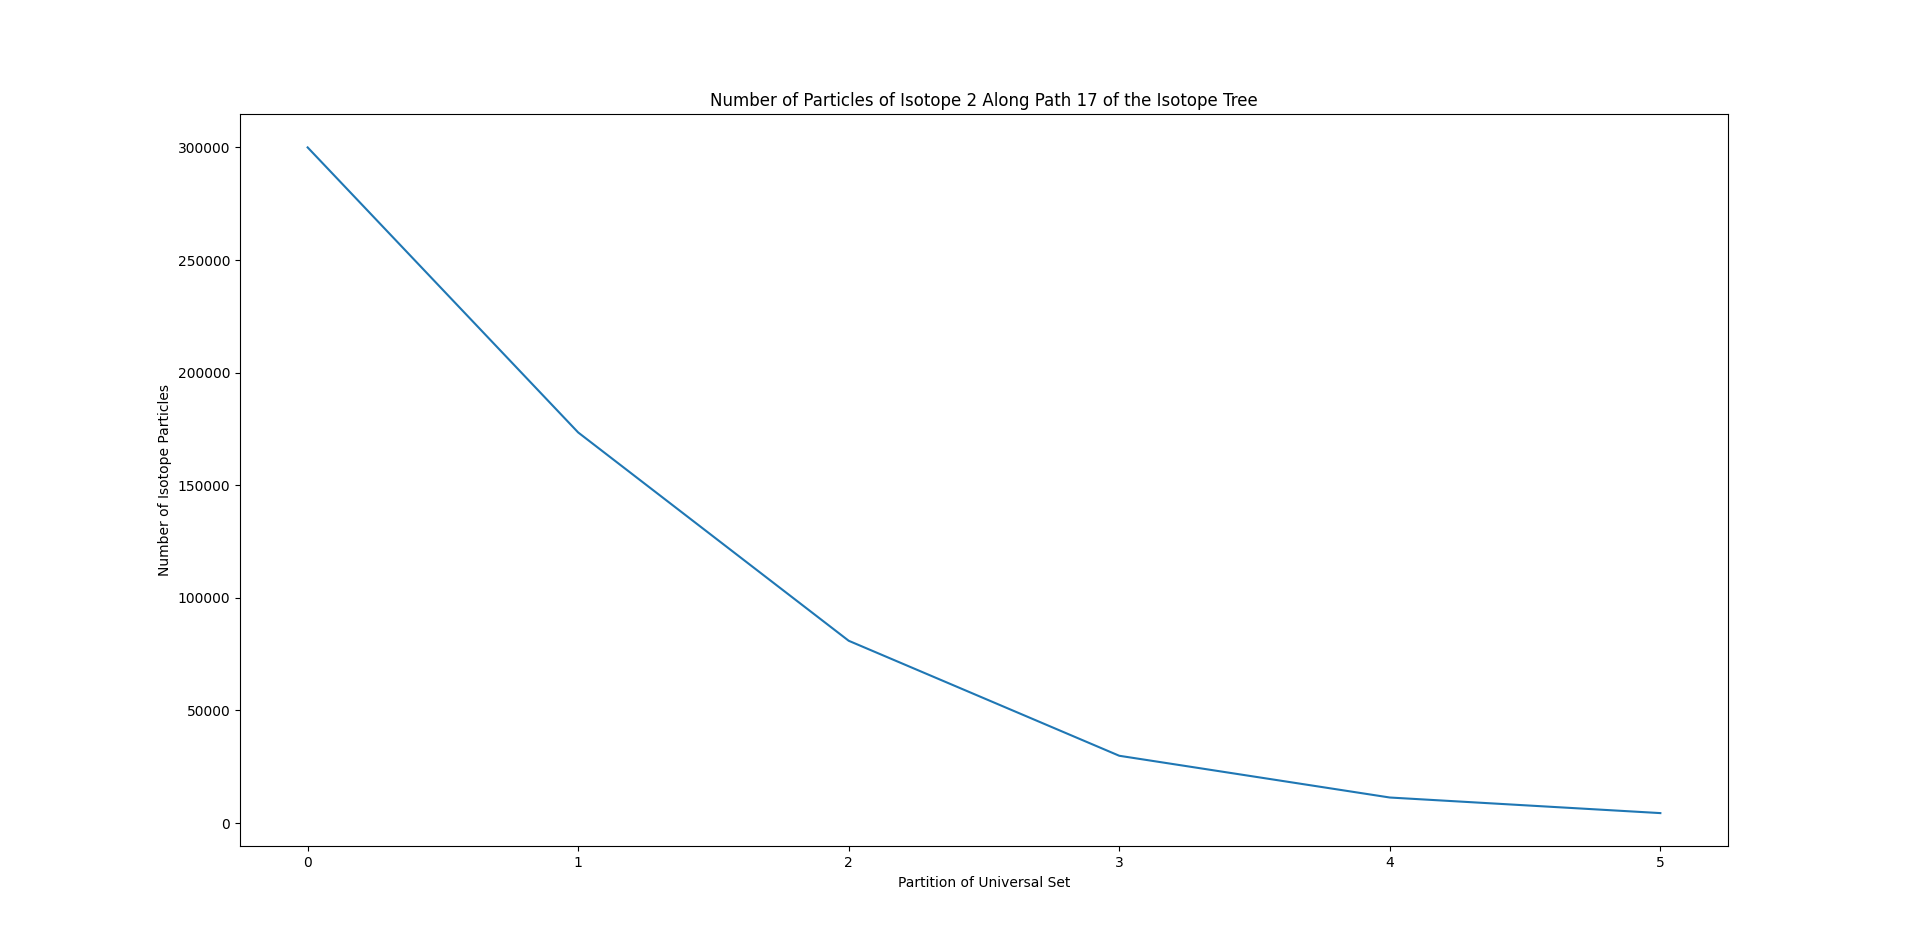 Number of Particles of Isotope 2 Along Path 17 of the Isotope Tree
Number of Isotope Particles
300000
250000
200000
150000
100000
50000
0
0 1 2 3 4 5
Partition of Universal Set